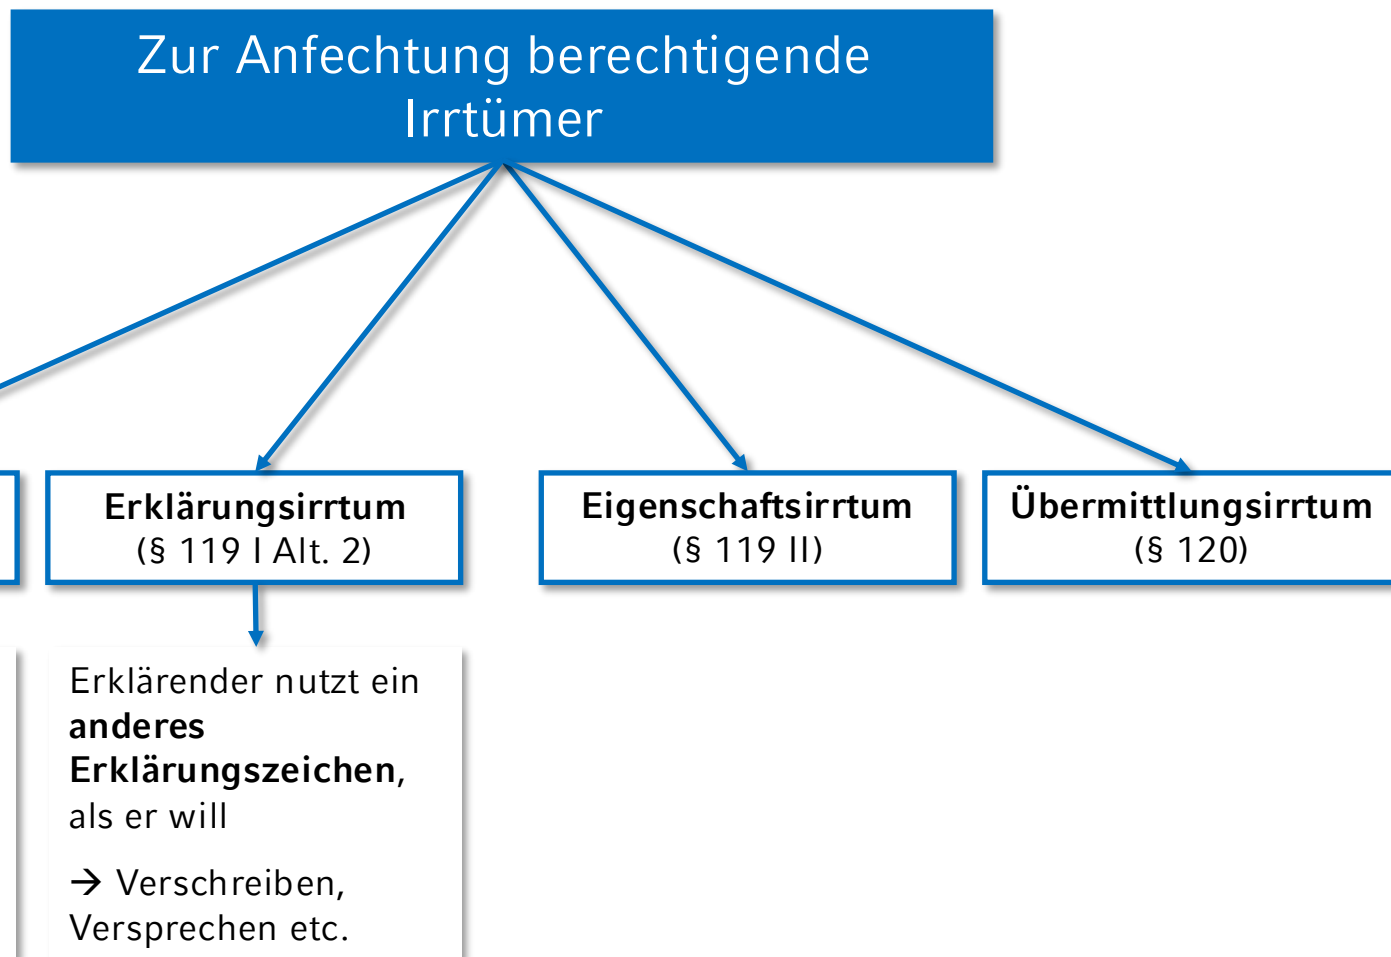 Zur Anfechtung berechtigende
Irrtümer
Erklärungsirrtum
(§ 119 I Alt. 2)
Eigenschaftsirrtum
(§ 119 II)
Übermittlungsirrtum
(§ 120)
Erklärender nutzt ein
anderes
Erklärungszeichen,
als er will
→ Verschreiben,
Versprechen etc.